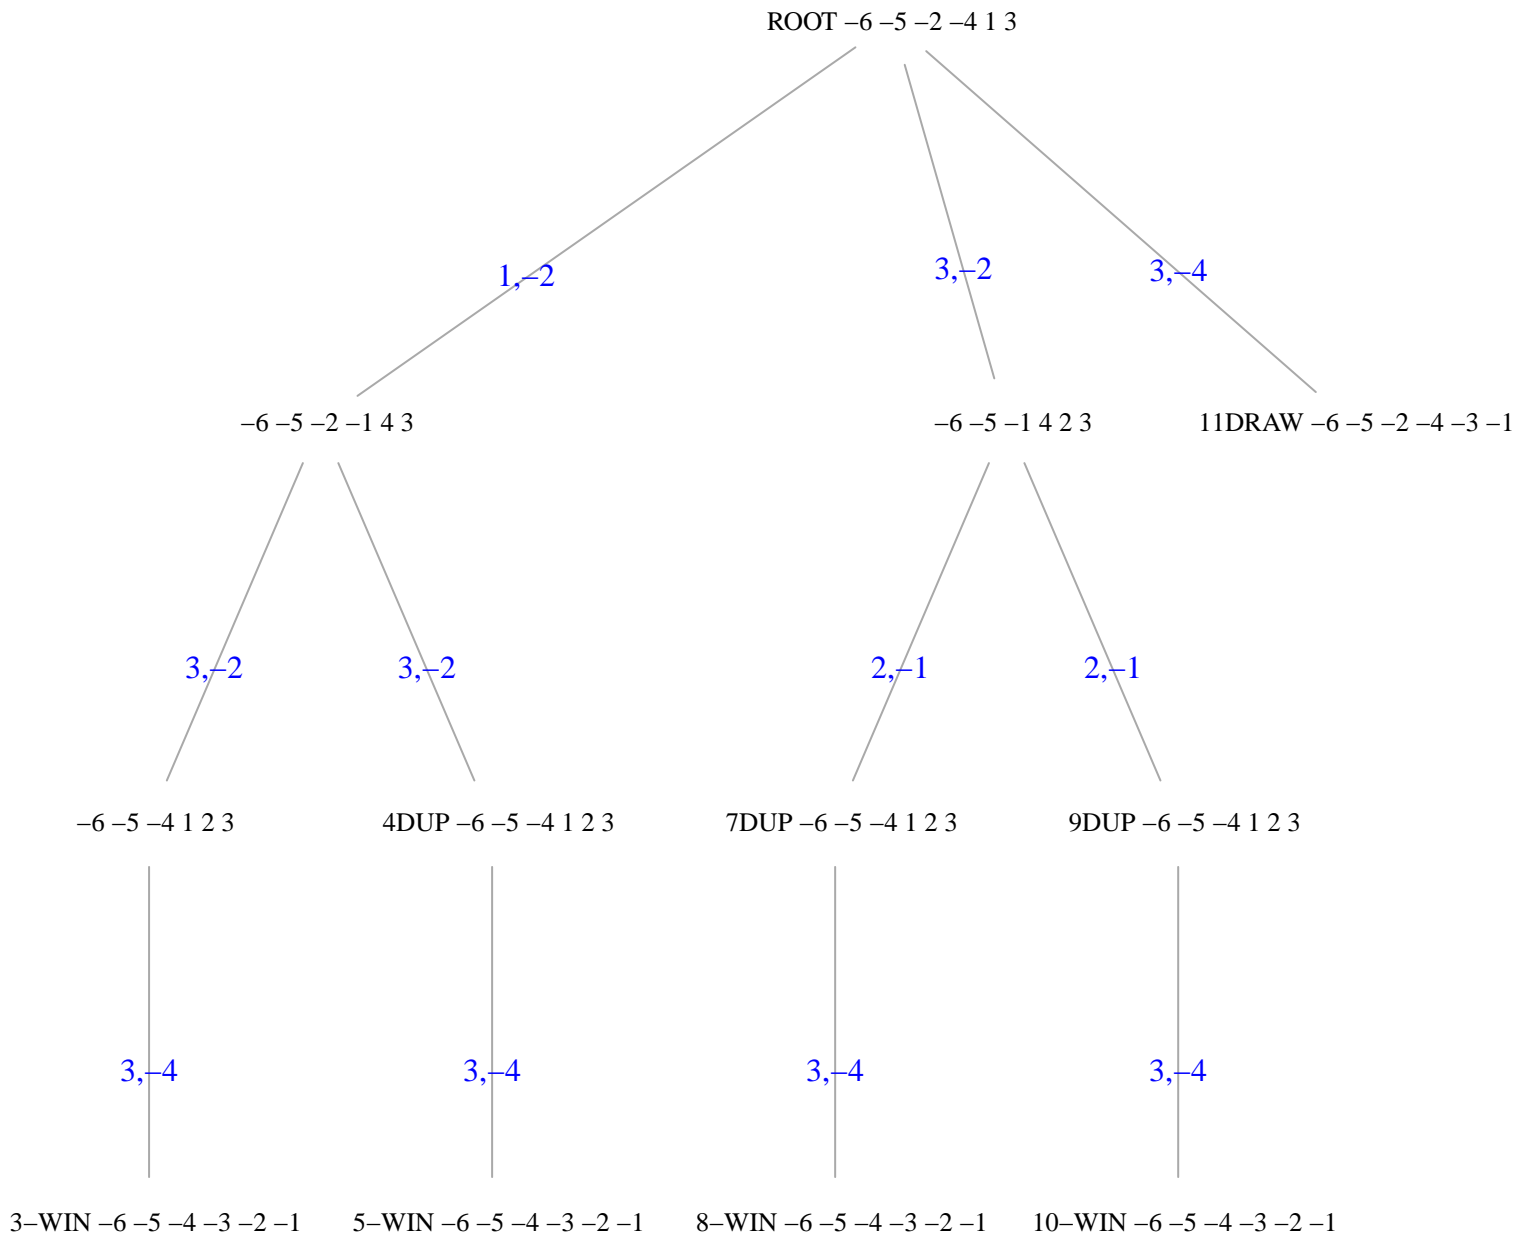 ROOT –6 –5 –2 –4 1 3
1,–2
3,–2
3,–4
–6 –5 –2 –1 4 3
–6 –5 –1 4 2 3
11DRAW –6 –5 –2 –4 –3 –1
3,–2
3,–2
2,–1
2,–1
–6 –5 –4 1 2 3
4DUP –6 –5 –4 1 2 3
7DUP –6 –5 –4 1 2 3
9DUP –6 –5 –4 1 2 3
3,–4
3,–4
3,–4
3,–4
3–WIN –6 –5 –4 –3 –2 –1
5–WIN –6 –5 –4 –3 –2 –1
8–WIN –6 –5 –4 –3 –2 –1
10–WIN –6 –5 –4 –3 –2 –1